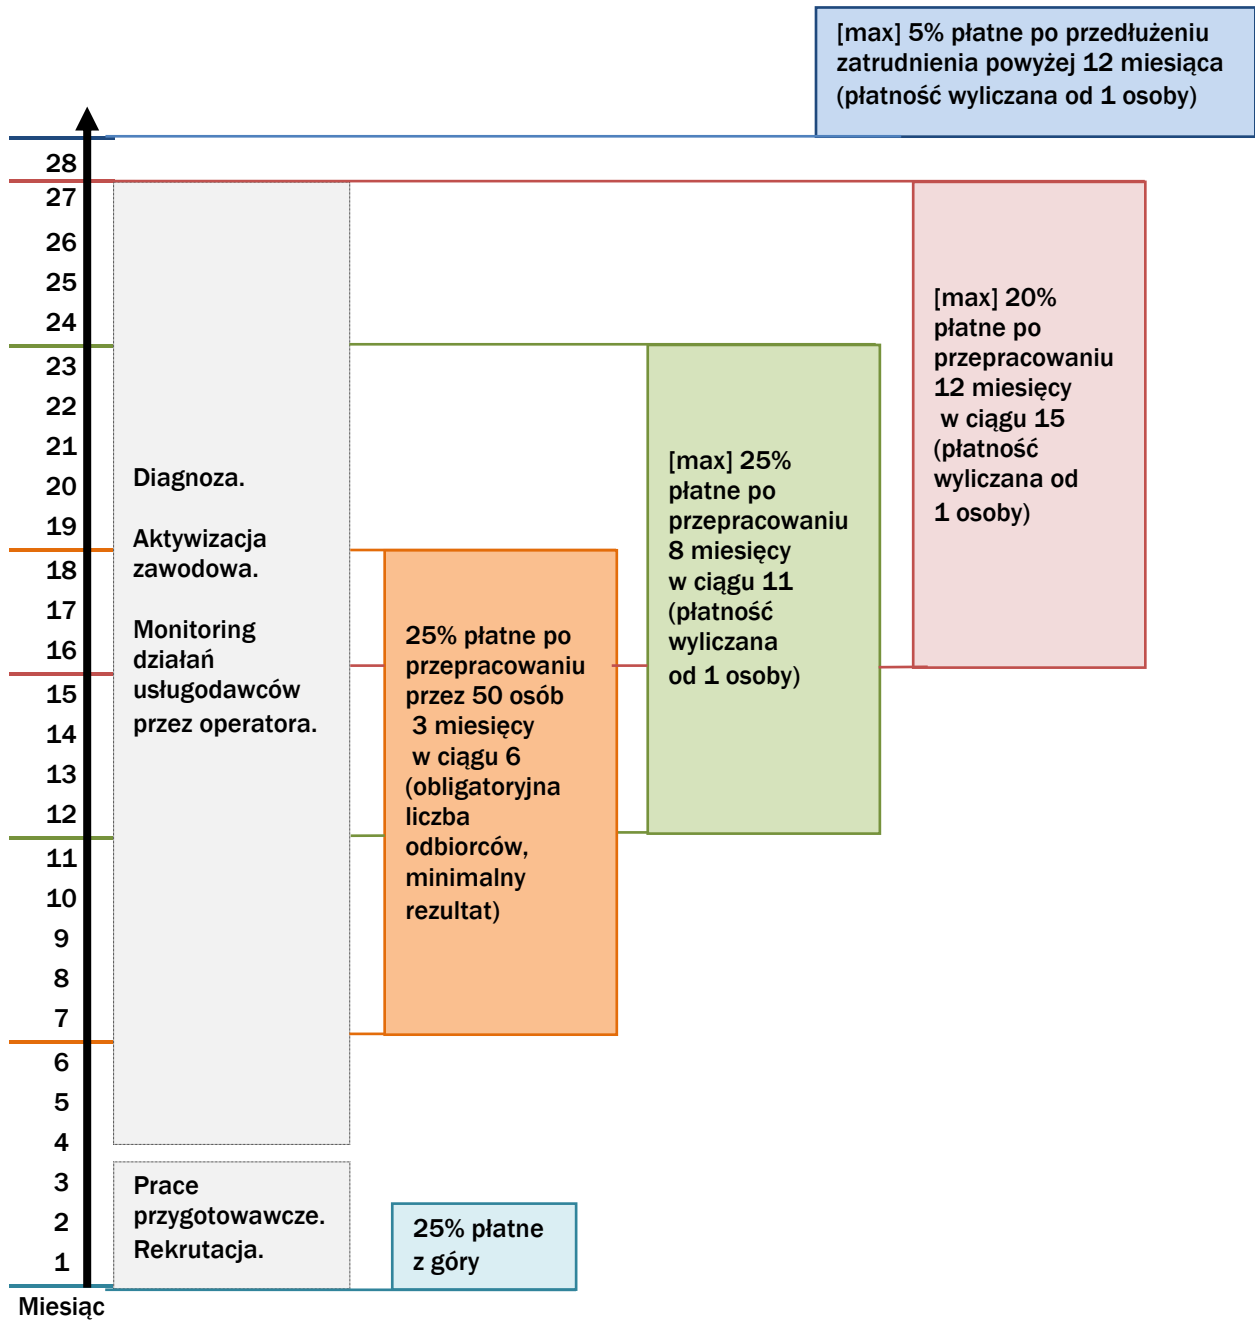 [max] 5% płatne po przedłużeniu
zatrudnienia powyżej 12 miesiąca
(płatność wyliczana od 1 osoby)
28
27
26
25
24
23
22
21
20
19
18
17
16
15
14
13
12
11
10
9
8
7
6
5
4
3
2
1
Miesiąc
Diagnoza.
Aktywizacja
zawodowa.
Monitoring
działań
usługodawców
przez operatora.
Prace
przygotowawcze.
Rekrutacja.
25% płatne
z góry
25% płatne po
przepracowaniu
przez 50 osób
3 miesięcy
w ciągu 6
(obligatoryjna
liczba
odbiorców,
minimalny
rezultat)
[max] 25%
płatne po
przepracowaniu
8 miesięcy
w ciągu 11
(płatność
wyliczana
od 1 osoby)
[max] 20%
płatne po
przepracowaniu
12 miesięcy
w ciągu 15
(płatność
wyliczana od
1 osoby)